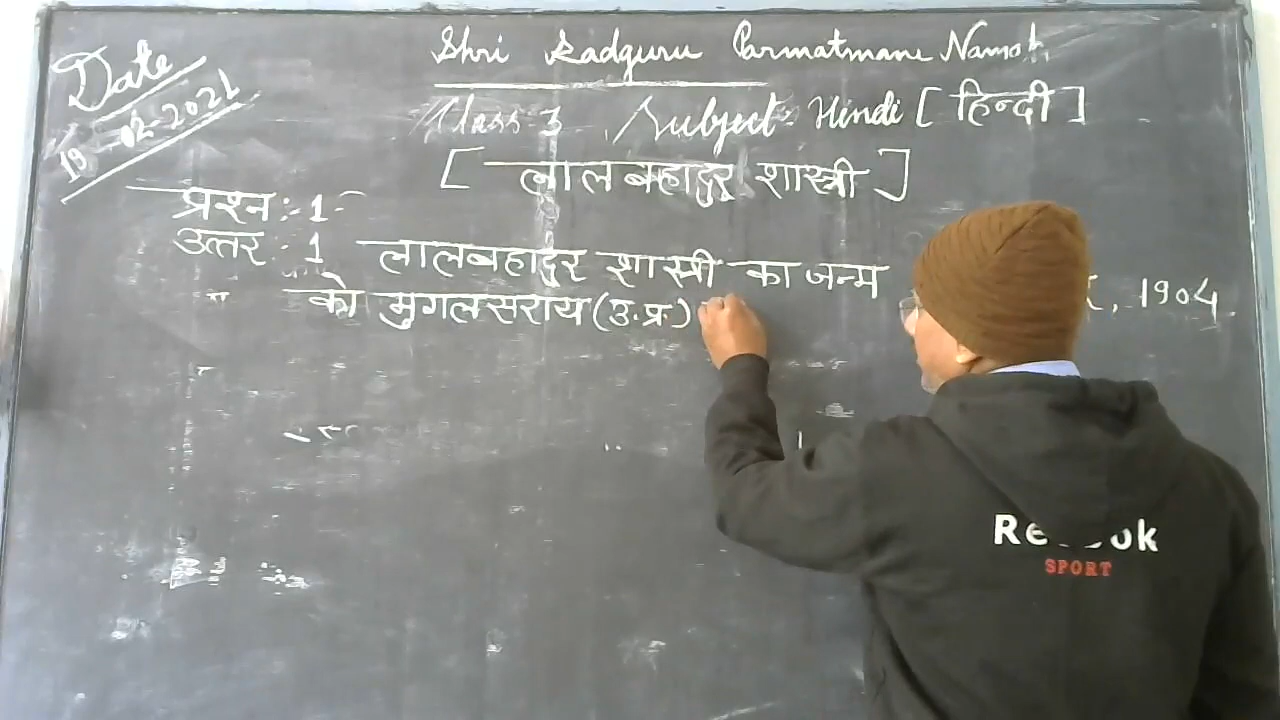 Date
19-02-2021
Shri Sadguru Parmatmane Namah
Class 3 Subject- Hindi [हिन्दी]
[लालबहादुर शास्त्री]
प्रश्न:-1-
उत्तर:-1 लालबहादुर शास्त्री का जन्म , 1904
को मुगलसराय (उ.प्र.)
SPORT